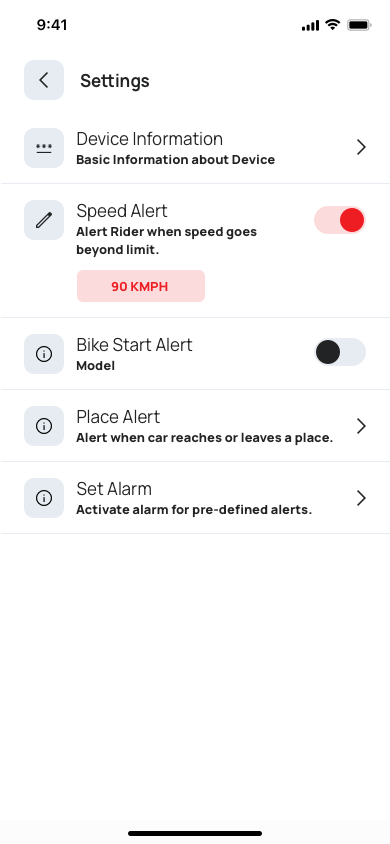 9:41
Settings
Device Information
Basic Information about Device
Speed Alert
Alert Rider when speed goes
beyond limit.
90 KMPH
Bike Start Alert
Model
Place Alert
Alert when car reaches or leaves a place.
Set Alarm
Activate alarm for pre-defined alerts.